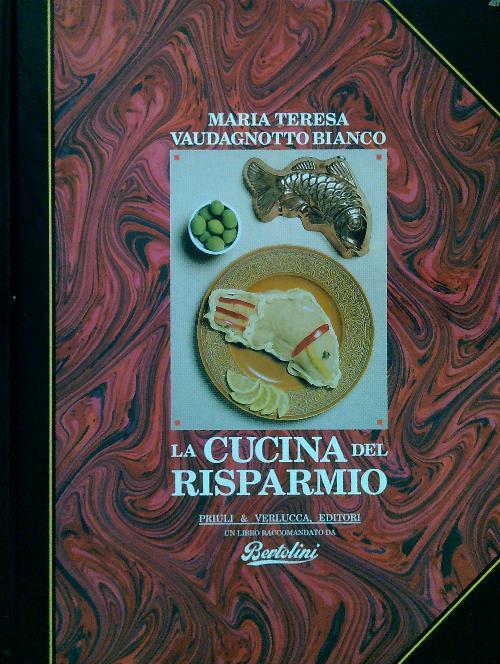 MARIA TERESA
VAUDAGNOTTO BIANCO
LA CUCINA DEL
RISPARMIO
PRIULI & VERLUCCA, EDITORI
UN LIBRO RACCOMANDATO DA
Bertolini